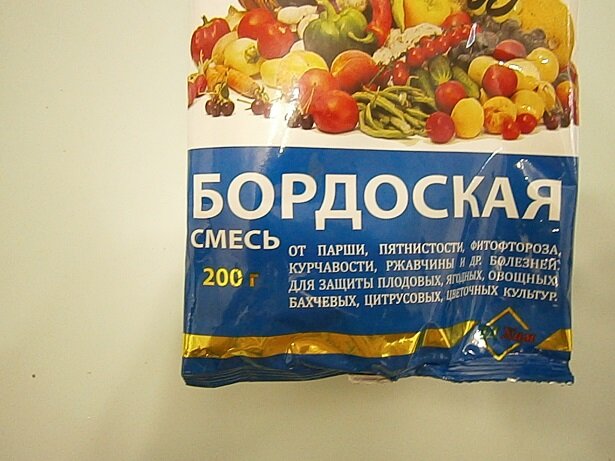 БОРДОСКАЯ
СМЕСЬ
200 г
ОТ ПАРШИ, ПЯТНИСТОСТИ, ФИТОФТОРОЗА,
КУРЧАВОСТИ, РЖАВЧИНЫ И ДР. БОЛЕЗНЕЙ.
ДЛЯ ЗАЩИТЫ ПЛОДОВЫХ, ЯГОДНЫХ, ОВОЩНЫХ,
БАХЧЕВЫХ, ЦИТРУСОВЫХ, ЦВЕТОЧНЫХ КУЛЬТУР.